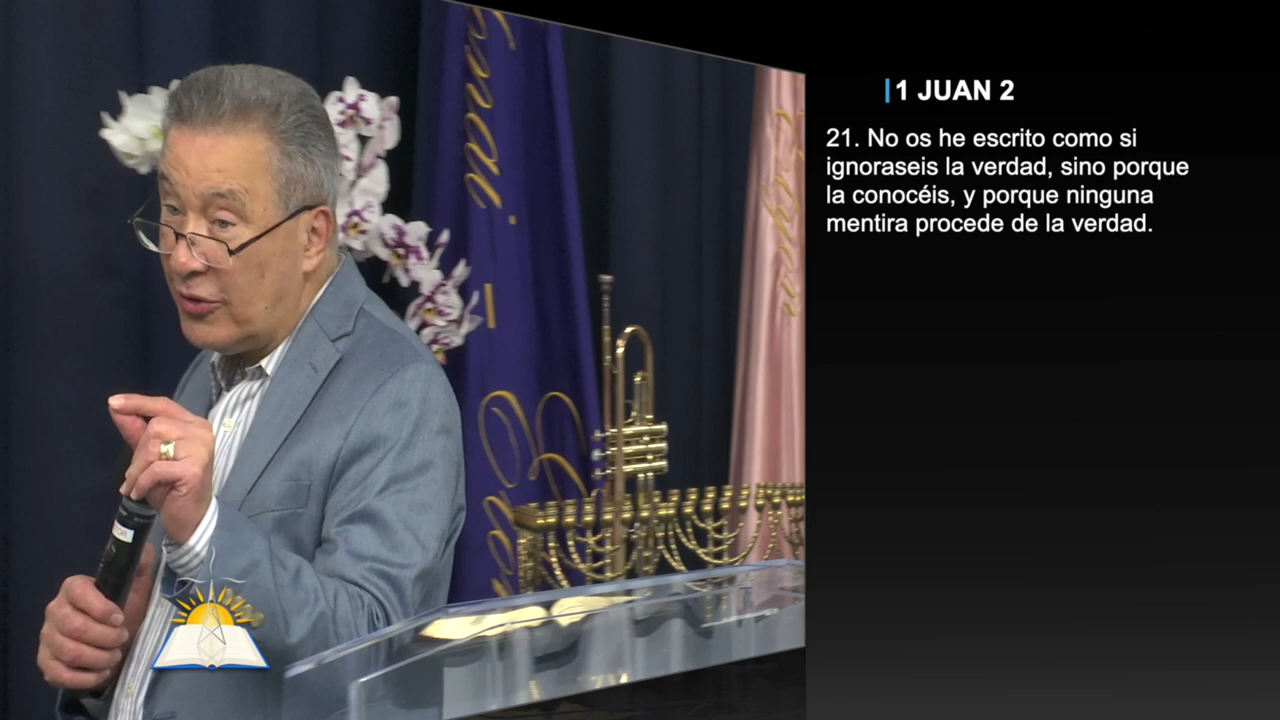 1 JUAN 2
21. No os he escrito como si
ignoraseis la verdad, sino porque
la conocéis, y porque ninguna
mentira procede de la verdad.